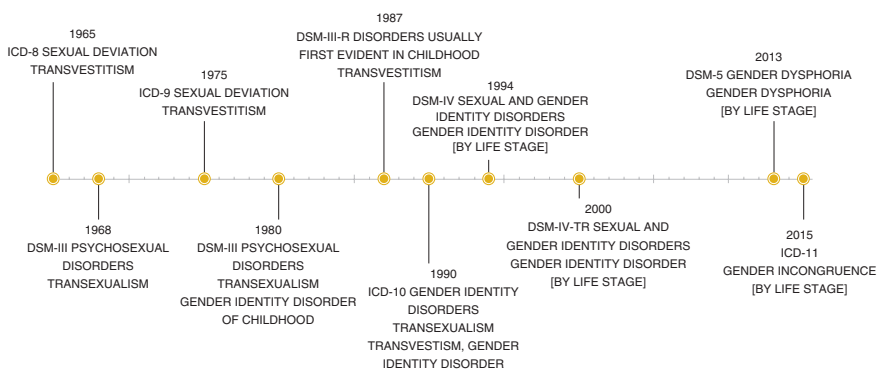 1965
ICD-8 SEXUAL DEVIATION
TRANSVESTITISM
1975
ICD-9 SEXUAL DEVIATION
TRANSVESTITISM
1987
DSM-III-R DISORDERS USUALLY
FIRST EVIDENT IN CHILDHOOD
TRANSVESTITISM
1994
DSM-IV SEXUAL AND GENDER
IDENTITY DISORDERS
GENDER IDENTITY DISORDER
[BY LIFE STAGE]
2013
DSM-5 GENDER DYSPHORIA
GENDER DYSPHORIA
[BY LIFE STAGE]
1968
DSM-III PSYCHOSEXUAL
DISORDERS
TRANSEXUALISM
1980
DSM-III PSYCHOSEXUAL
DISORDERS
TRANSEXUALISM
GENDER IDENTITY DISORDER
OF CHILDHOOD
1990
ICD-10 GENDER IDENTITY
DISORDERS
TRANSEXUALISM
TRANSVESTISM, GENDER
IDENTITY DISORDER
2000
DSM-IV-TR SEXUAL AND
GENDER IDENTITY DISORDERS
GENDER IDENTITY DISORDER
[BY LIFE STAGE]
2015
ICD-11
GENDER INCONGRUENCE
[BY LIFE STAGE]